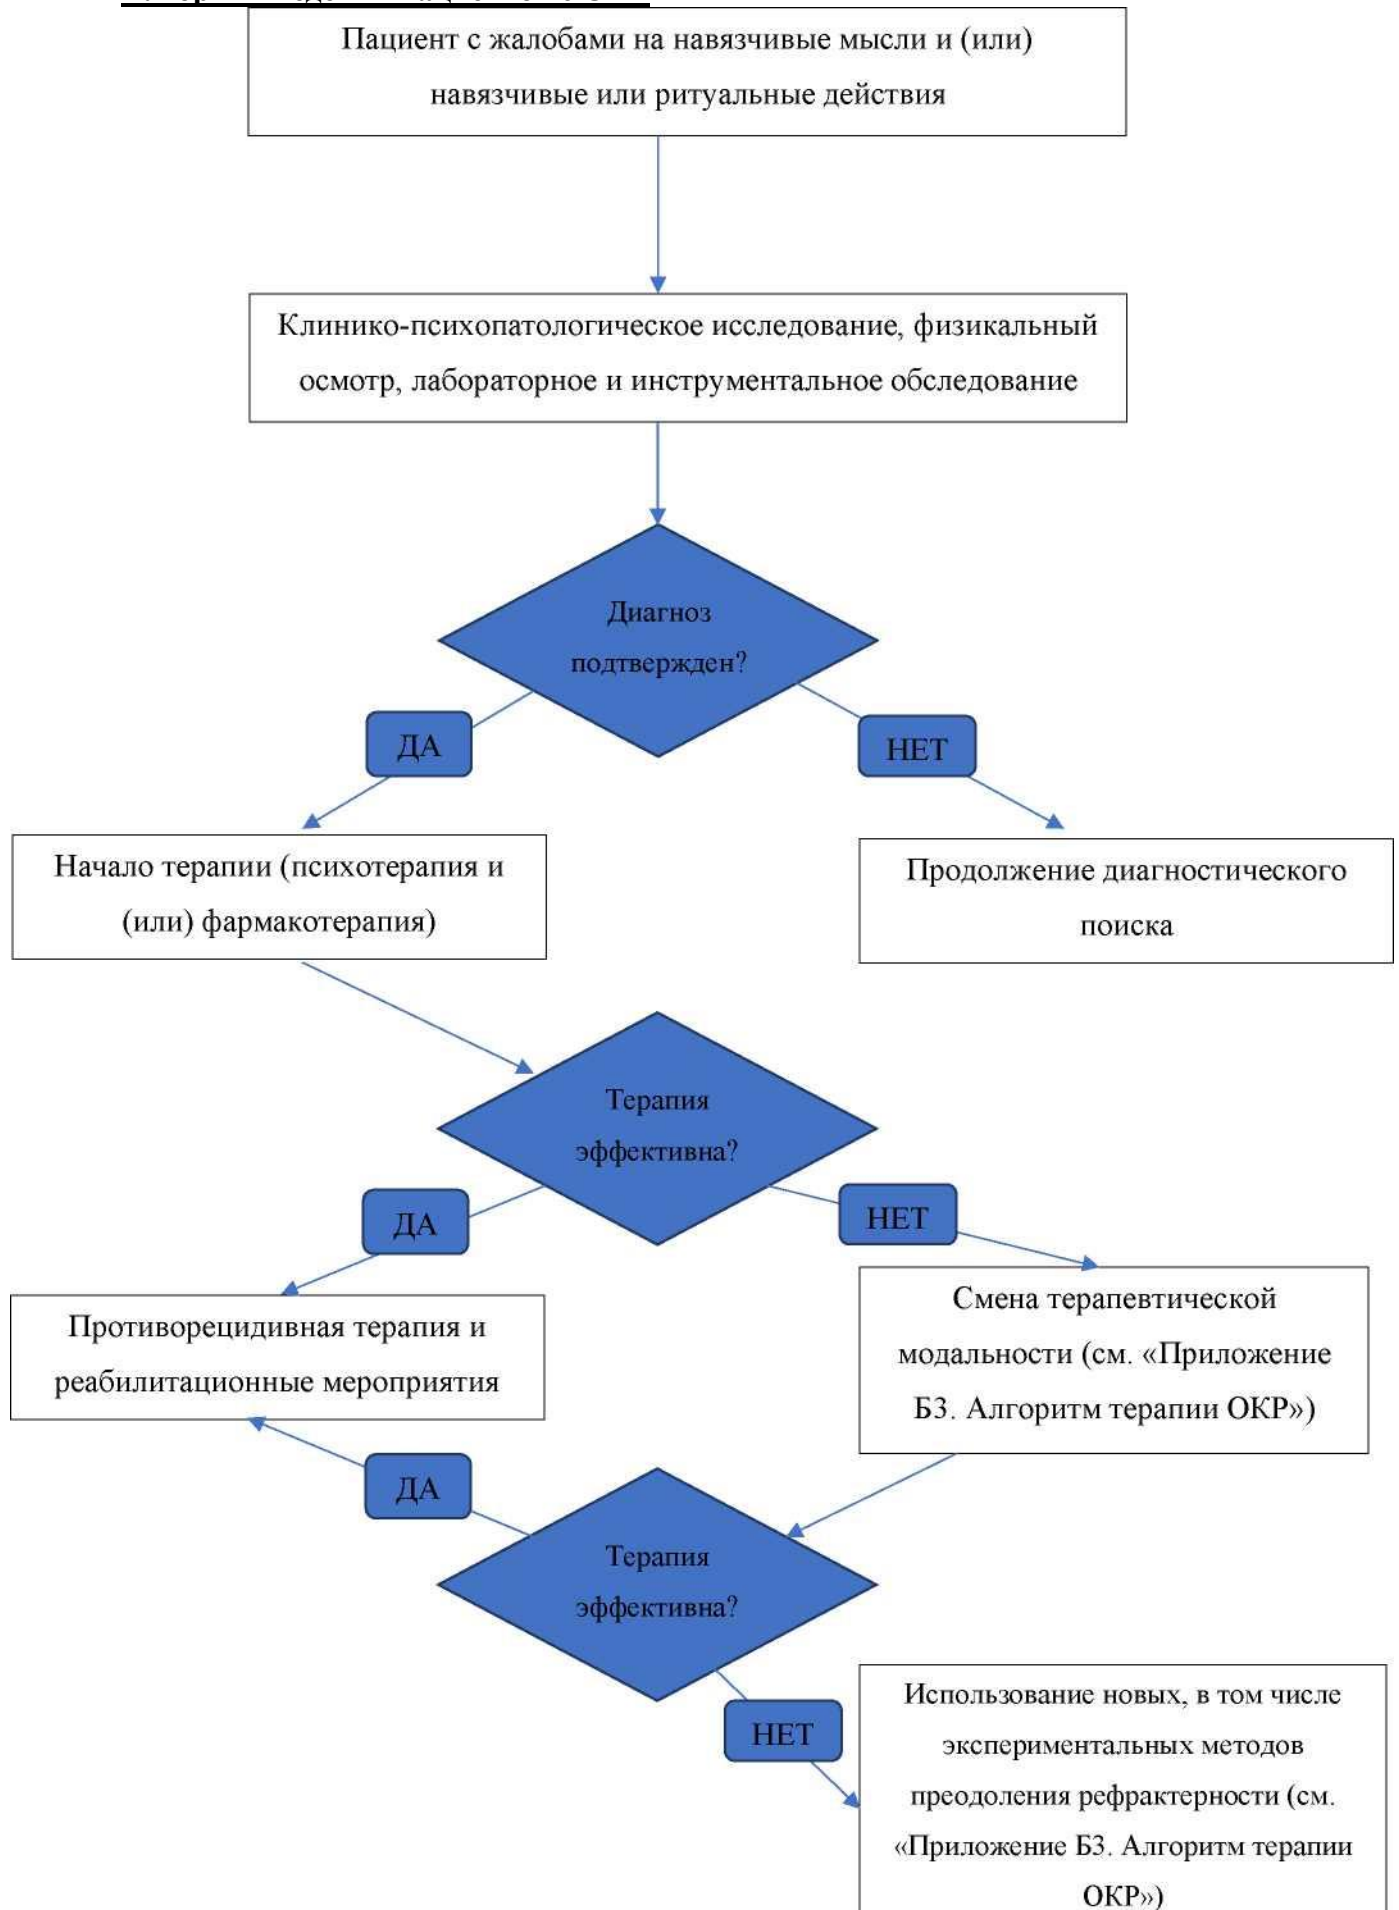 Пациент с жалобами на навязчивые мысли и (или)
навязчивые или ритуальные действия
Клинико-психопатологическое исследование, физикальный
осмотр, лабораторное и инструментальное обследование
Диагноз
подтвержден?
ДА
НЕТ
Начало терапии (психотерапия и
(или) фармакотерапия)
Продолжение диагностического
поиска
Терапия
эффективна?
ДА
НЕТ
Противорецидивная терапия и
реабилитационные мероприятия
Смена терапевтической
модальности (см. «Приложение
Б3. Алгоритм терапии ОКР»)
ДА
Терапия
эффективна?
НЕТ
Использование новых, в том числе
экспериментальных методов
преодоления рефрактерности (см.
«Приложение Б3. Алгоритм терапии
ОКР»)